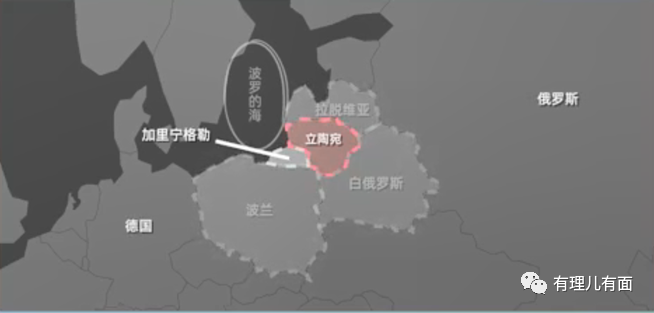 波罗的海
拉脱维亚
俄罗斯
加里宁格勒
立陶宛
白俄罗斯
波兰
德国
有理儿有面